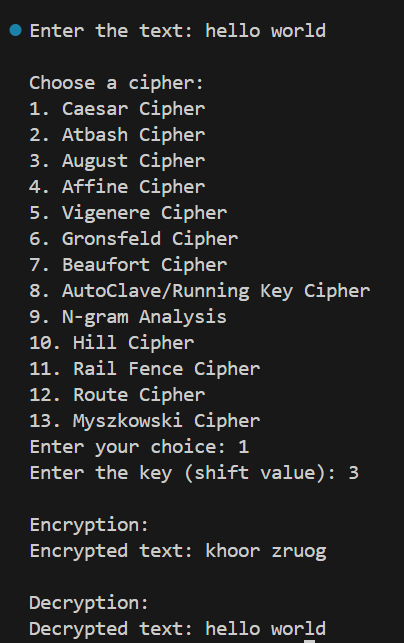 Enter the text: hello world
Choose a cipher:
1. Caesar Cipher
2. Atbash Cipher
3. August Cipher
4. Affine Cipher
5. Vigenere Cipher
6. Gronsfeld Cipher
7. Beaufort Cipher
8. AutoClave/Running Key Cipher
9. N-gram Analysis
10. Hill Cipher
11. Rail Fence Cipher
12. Route Cipher
13. Myszkowski Cipher
Enter your choice: 1
Enter the key (shift value): 3
Encryption:
Encrypted text: khoor zruog
Decryption:
Decrypted text: hello world